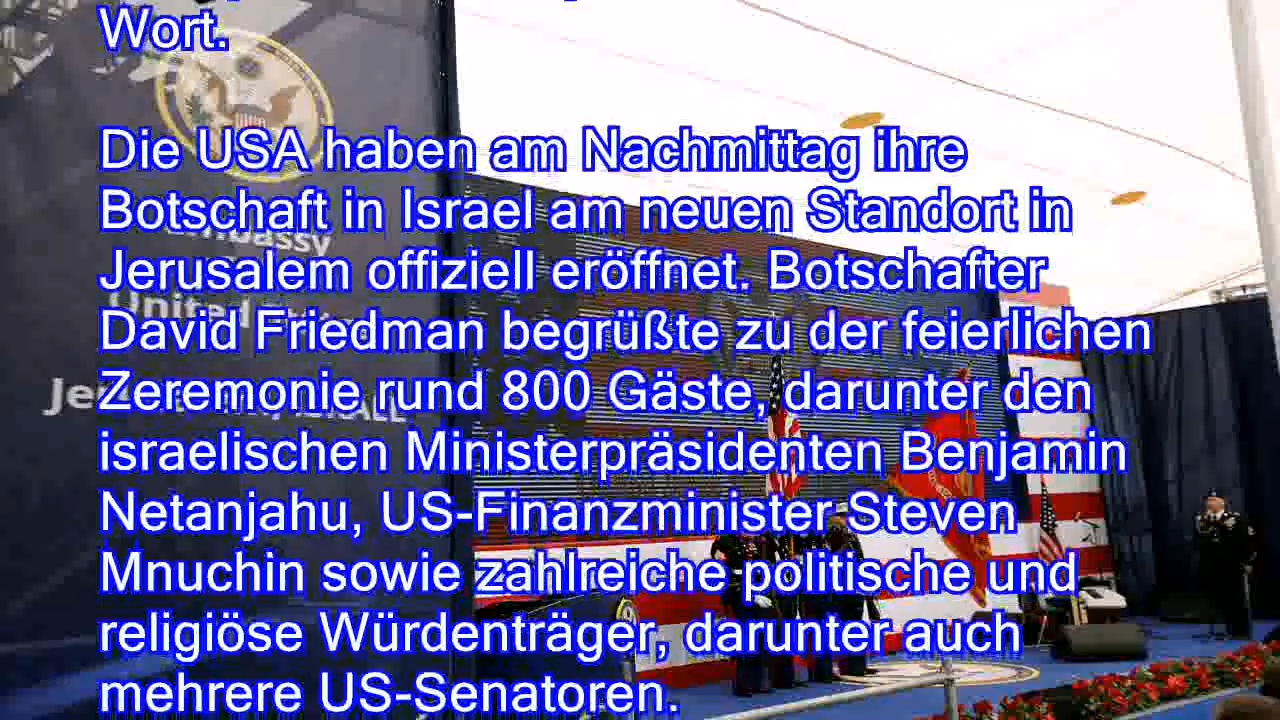 Wort.
Die USA haben am Nachmittag ihre
Botschaft in Israel am neuen Standort in
Jerusalem offiziell eröffnet. Botschafter
David Friedman begrüßte zu der feierlichen
Zeremonie rund 800 Gäste, darunter den
israelischen Ministerpräsidenten Benjamin
Netanjahu, US-Finanzminister Steven
Mnuchin sowie zahlreiche politische und
religiöse Würdenträger, darunter auch
mehrere US-Senatoren.
Embassy
United